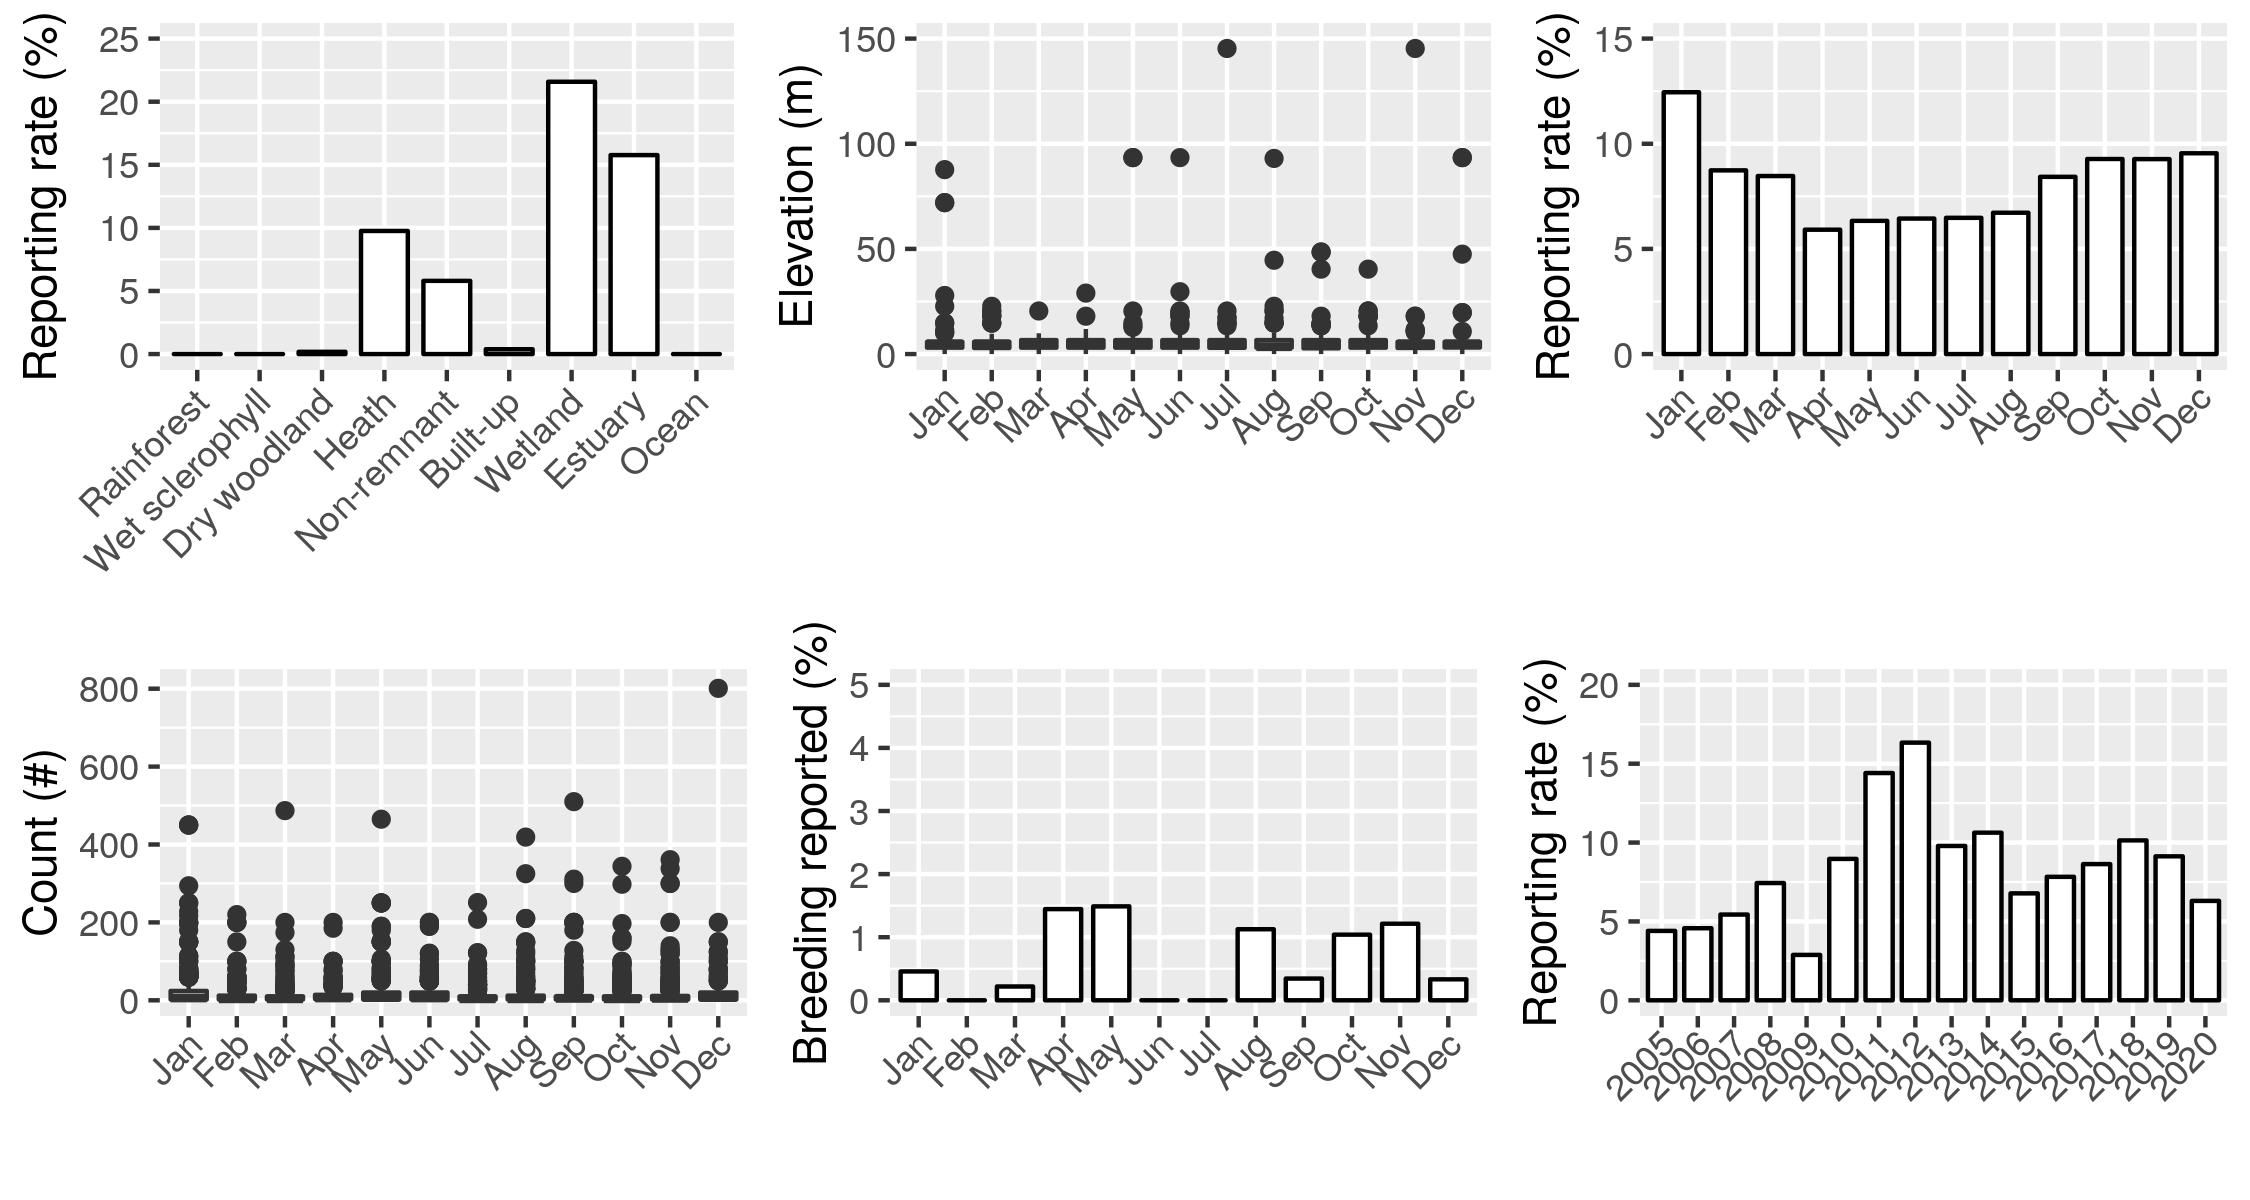 Reporting rate (%)
25
20
15
10
5
0
Rainforest
Wet sclerophyll
Dry woodland
Heath
Non-remnant
Built-up
Wetland
Estuary
Ocean
Elevation (m)
150
100
50
0
Jan
Feb
Mar
Apr
May
Jun
Jul
Aug
Sep
Oct
Nov
Dec
Reporting rate (%)
15
10
5
0
Jan
Feb
Mar
Apr
May
Jun
Jul
Aug
Sep
Oct
Nov
Dec
Count (#)
800
600
400
200
0
Jan
Feb
Mar
Apr
May
Jun
Jul
Aug
Sep
Oct
Nov
Dec
Breeding reported (%)
5
4
3
2
1
0
Jan
Feb
Mar
Apr
May
Jun
Jul
Aug
Sep
Oct
Nov
Dec
Reporting rate (%)
20
15
10
5
0
2005
2006
2007
2008
2009
2010
2011
2012
2013
2014
2015
2016
2017
2018
2019
2020